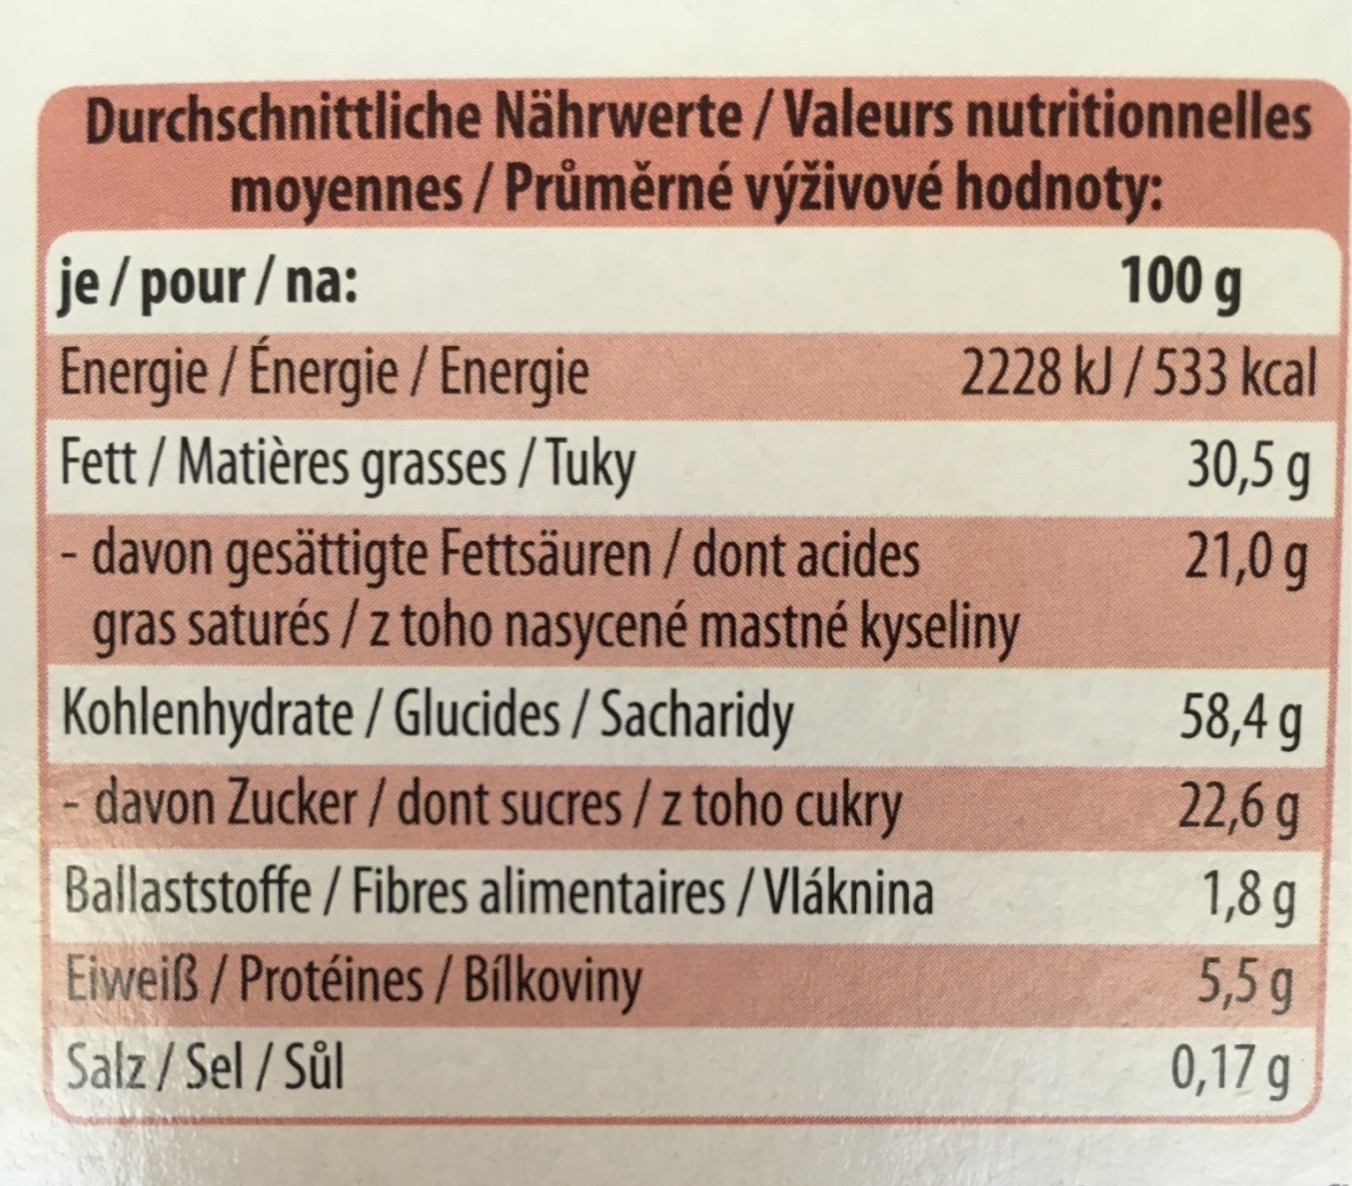 Durchschnittliche Nährwerte / Valeurs nutritionnelles
moyennes / Průměrné výživové hodnoty:
je / pour / na: 100 g
Energie / Énergie / Energie 2228 kJ / 533 kcal
Fett / Matières grasses / Tuky 30,5 g
- davon gesättigte Fettsäuren / dont acides 21,0 g
gras saturés / z toho nasycené mastné kyseliny
Kohlenhydrate / Glucides / Sacharidy 58,4 g
- davon Zucker / dont sucres / z toho cukry 22,6 g
Ballaststoffe / Fibres alimentaires / Vláknina 1,8 g
Eiweiß / Protéines / Bílkoviny 5,5 g
Salz / Sel / Sůl 0,17 g